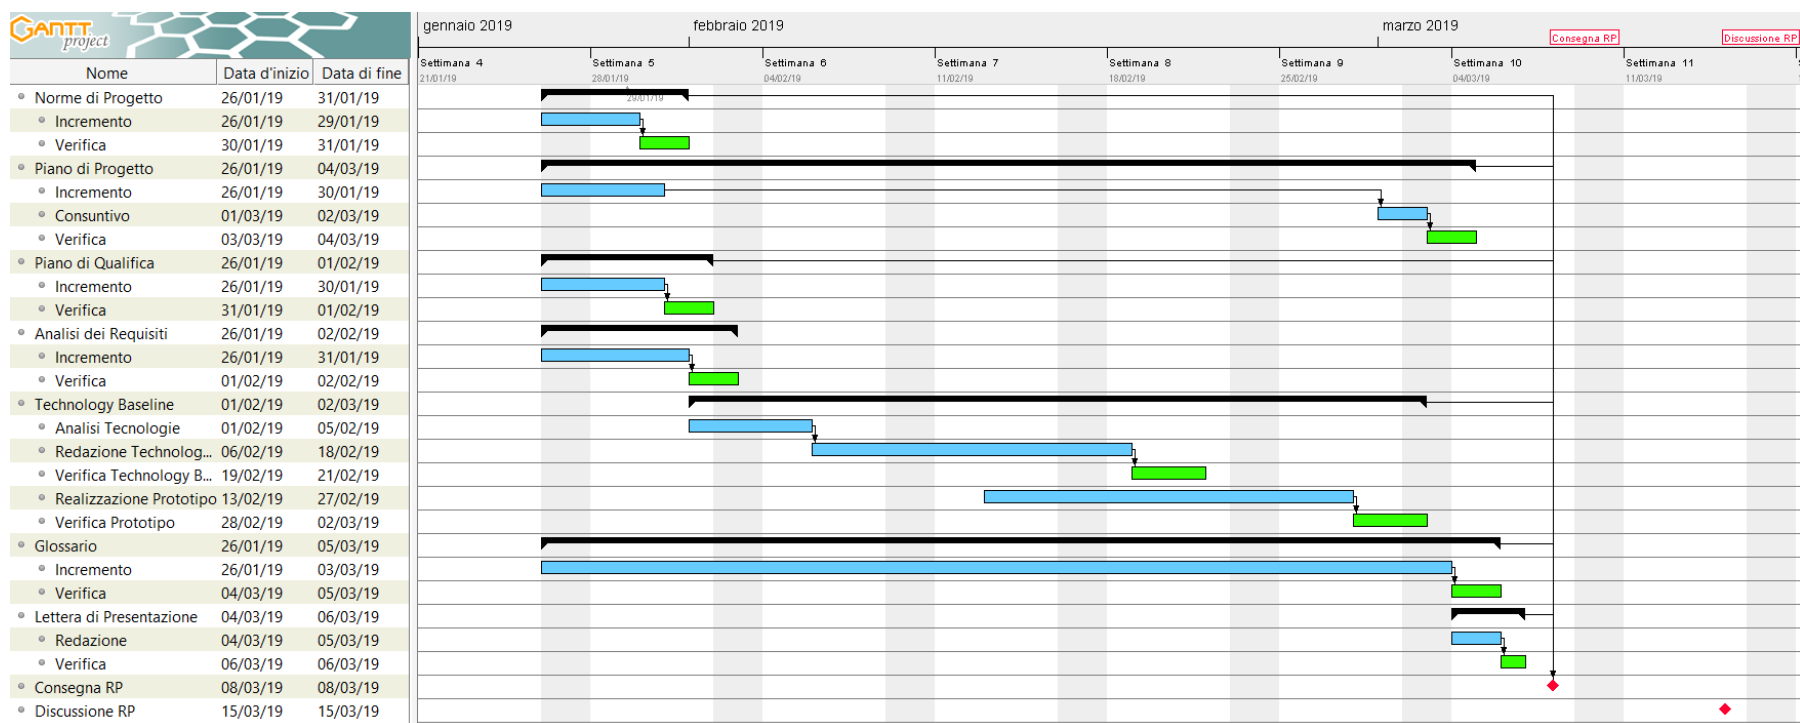 GANTT
project
gennaio 2019
febbraio 2019
marzo 2019
Consegna RP
Discussione RP
Settimana 4
Settimana 5
Settimana 6
Settimana 7
Settimana 8
Settimana 9
Settimana 10
Settimana 11
Nome Data d'inizio Data di fine
21/01/19
28/01/19
04/02/19
11/02/19
18/02/19
25/02/19
04/03/19
11/03/19
29/01/19
Norme di Progetto 26/01/19 31/01/19
Incremento 26/01/19 29/01/19
Verifica 30/01/19 31/01/19
Piano di Progetto 26/01/19 04/03/19
Incremento 26/01/19 30/01/19
Consuntivo 01/03/19 02/03/19
Verifica 03/03/19 04/03/19
Piano di Qualifica 26/01/19 01/02/19
Incremento 26/01/19 30/01/19
Verifica 31/01/19 01/02/19
Analisi dei Requisiti 26/01/19 02/02/19
Incremento 26/01/19 31/01/19
Verifica 01/02/19 02/02/19
Technology Baseline 01/02/19 02/03/19
Analisi Tecnologie 01/02/19 05/02/19
Redazione Technolog... 06/02/19 18/02/19
Verifica Technology B... 19/02/19 21/02/19
Realizzazione Prototipo 13/02/19 27/02/19
Verifica Prototipo 28/02/19 02/03/19
Glossario 26/01/19 05/03/19
Incremento 26/01/19 03/03/19
Verifica 04/03/19 05/03/19
Lettera di Presentazione 04/03/19 06/03/19
Redazione 04/03/19 05/03/19
Verifica 06/03/19 06/03/19
Consegna RP 08/03/19 08/03/19
Discussione RP 15/03/19 15/03/19